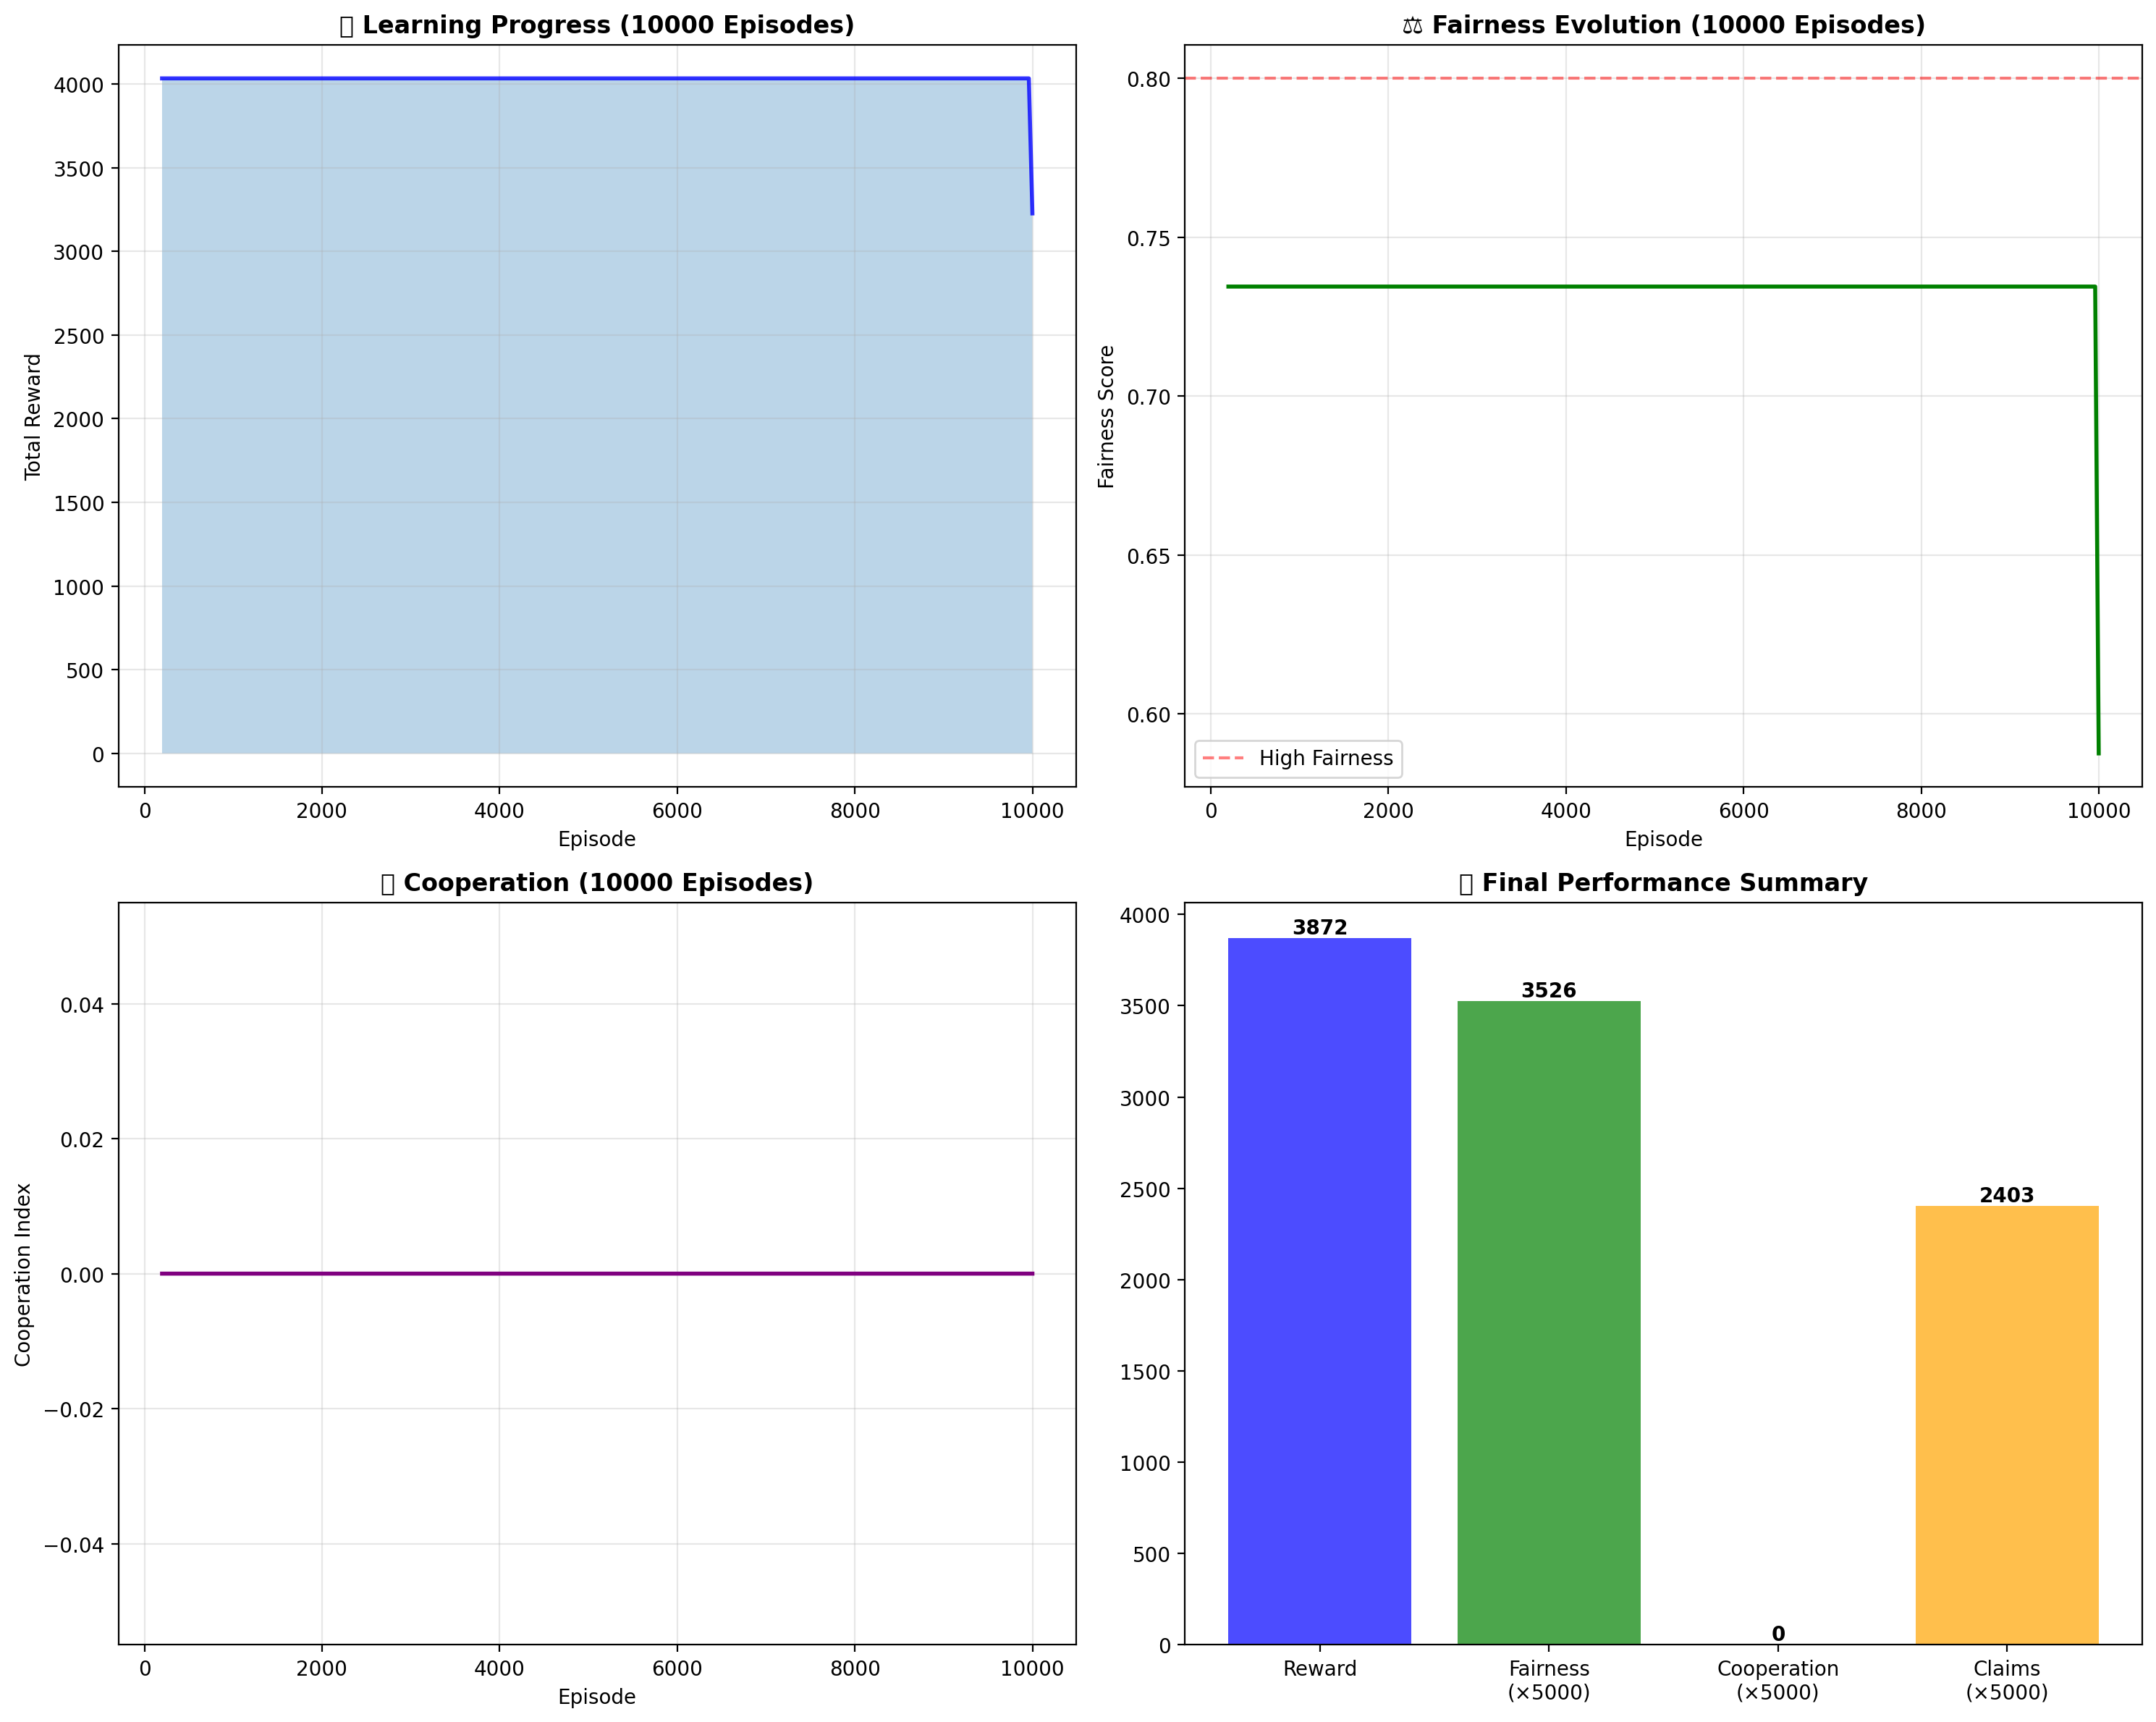 ▯ Learning Progress (10000 Episodes)
Total Reward
4000
3500
3000
2500
2000
1500
1000
500
0
0 2000 4000 6000 8000 10000
Episode
⚖ Fairness Evolution (10000 Episodes)
Fairness Score
0.80
0.75
0.70
0.65
0.60
High Fairness
0 2000 4000 6000 8000 10000
Episode
▯ Cooperation (10000 Episodes)
Cooperation Index
0.04
0.02
0.00
−0.02
−0.04
0 2000 4000 6000 8000 10000
Episode
▯ Final Performance Summary
4000
3500
3000
2500
2000
1500
1000
500
0
3872
3526
0
2403
Reward Fairness Cooperation Claims
(×5000) (×5000) (×5000)